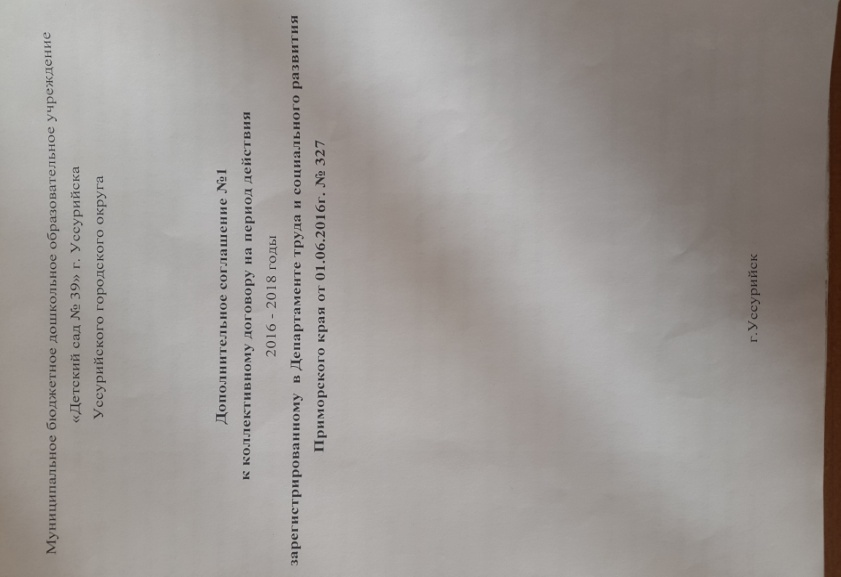 Муниципальное бюджетное дошкольное образовательное учреждение
«Детский сад № 39» г. Уссурийска
Уссурийского городского округа
Дополнительное соглашение №1
к коллективному договору на период действия
2016 - 2018 годы
зарегистрированному в Департаменте труда и социального развития
Приморского края от 01.06.2016г. № 327
г.Уссурийск